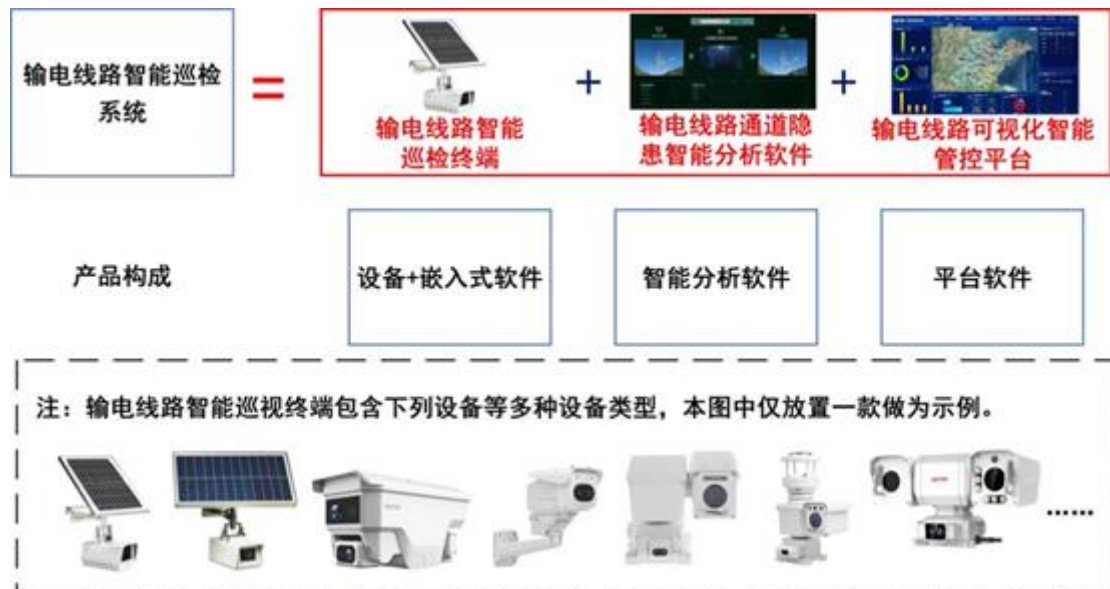 输电线路智能巡检
系统
=
输电线路智能
巡检终端
+
输电线路通道隐
患智能分析软件
+
输电线路可视化智能
管控平台
产品构成
设备+嵌入式软件
智能分析软件
平台软件
注：输电线路智能巡视终端包含下列设备等多种设备类型，本图中仅放置一款做为示例。
……